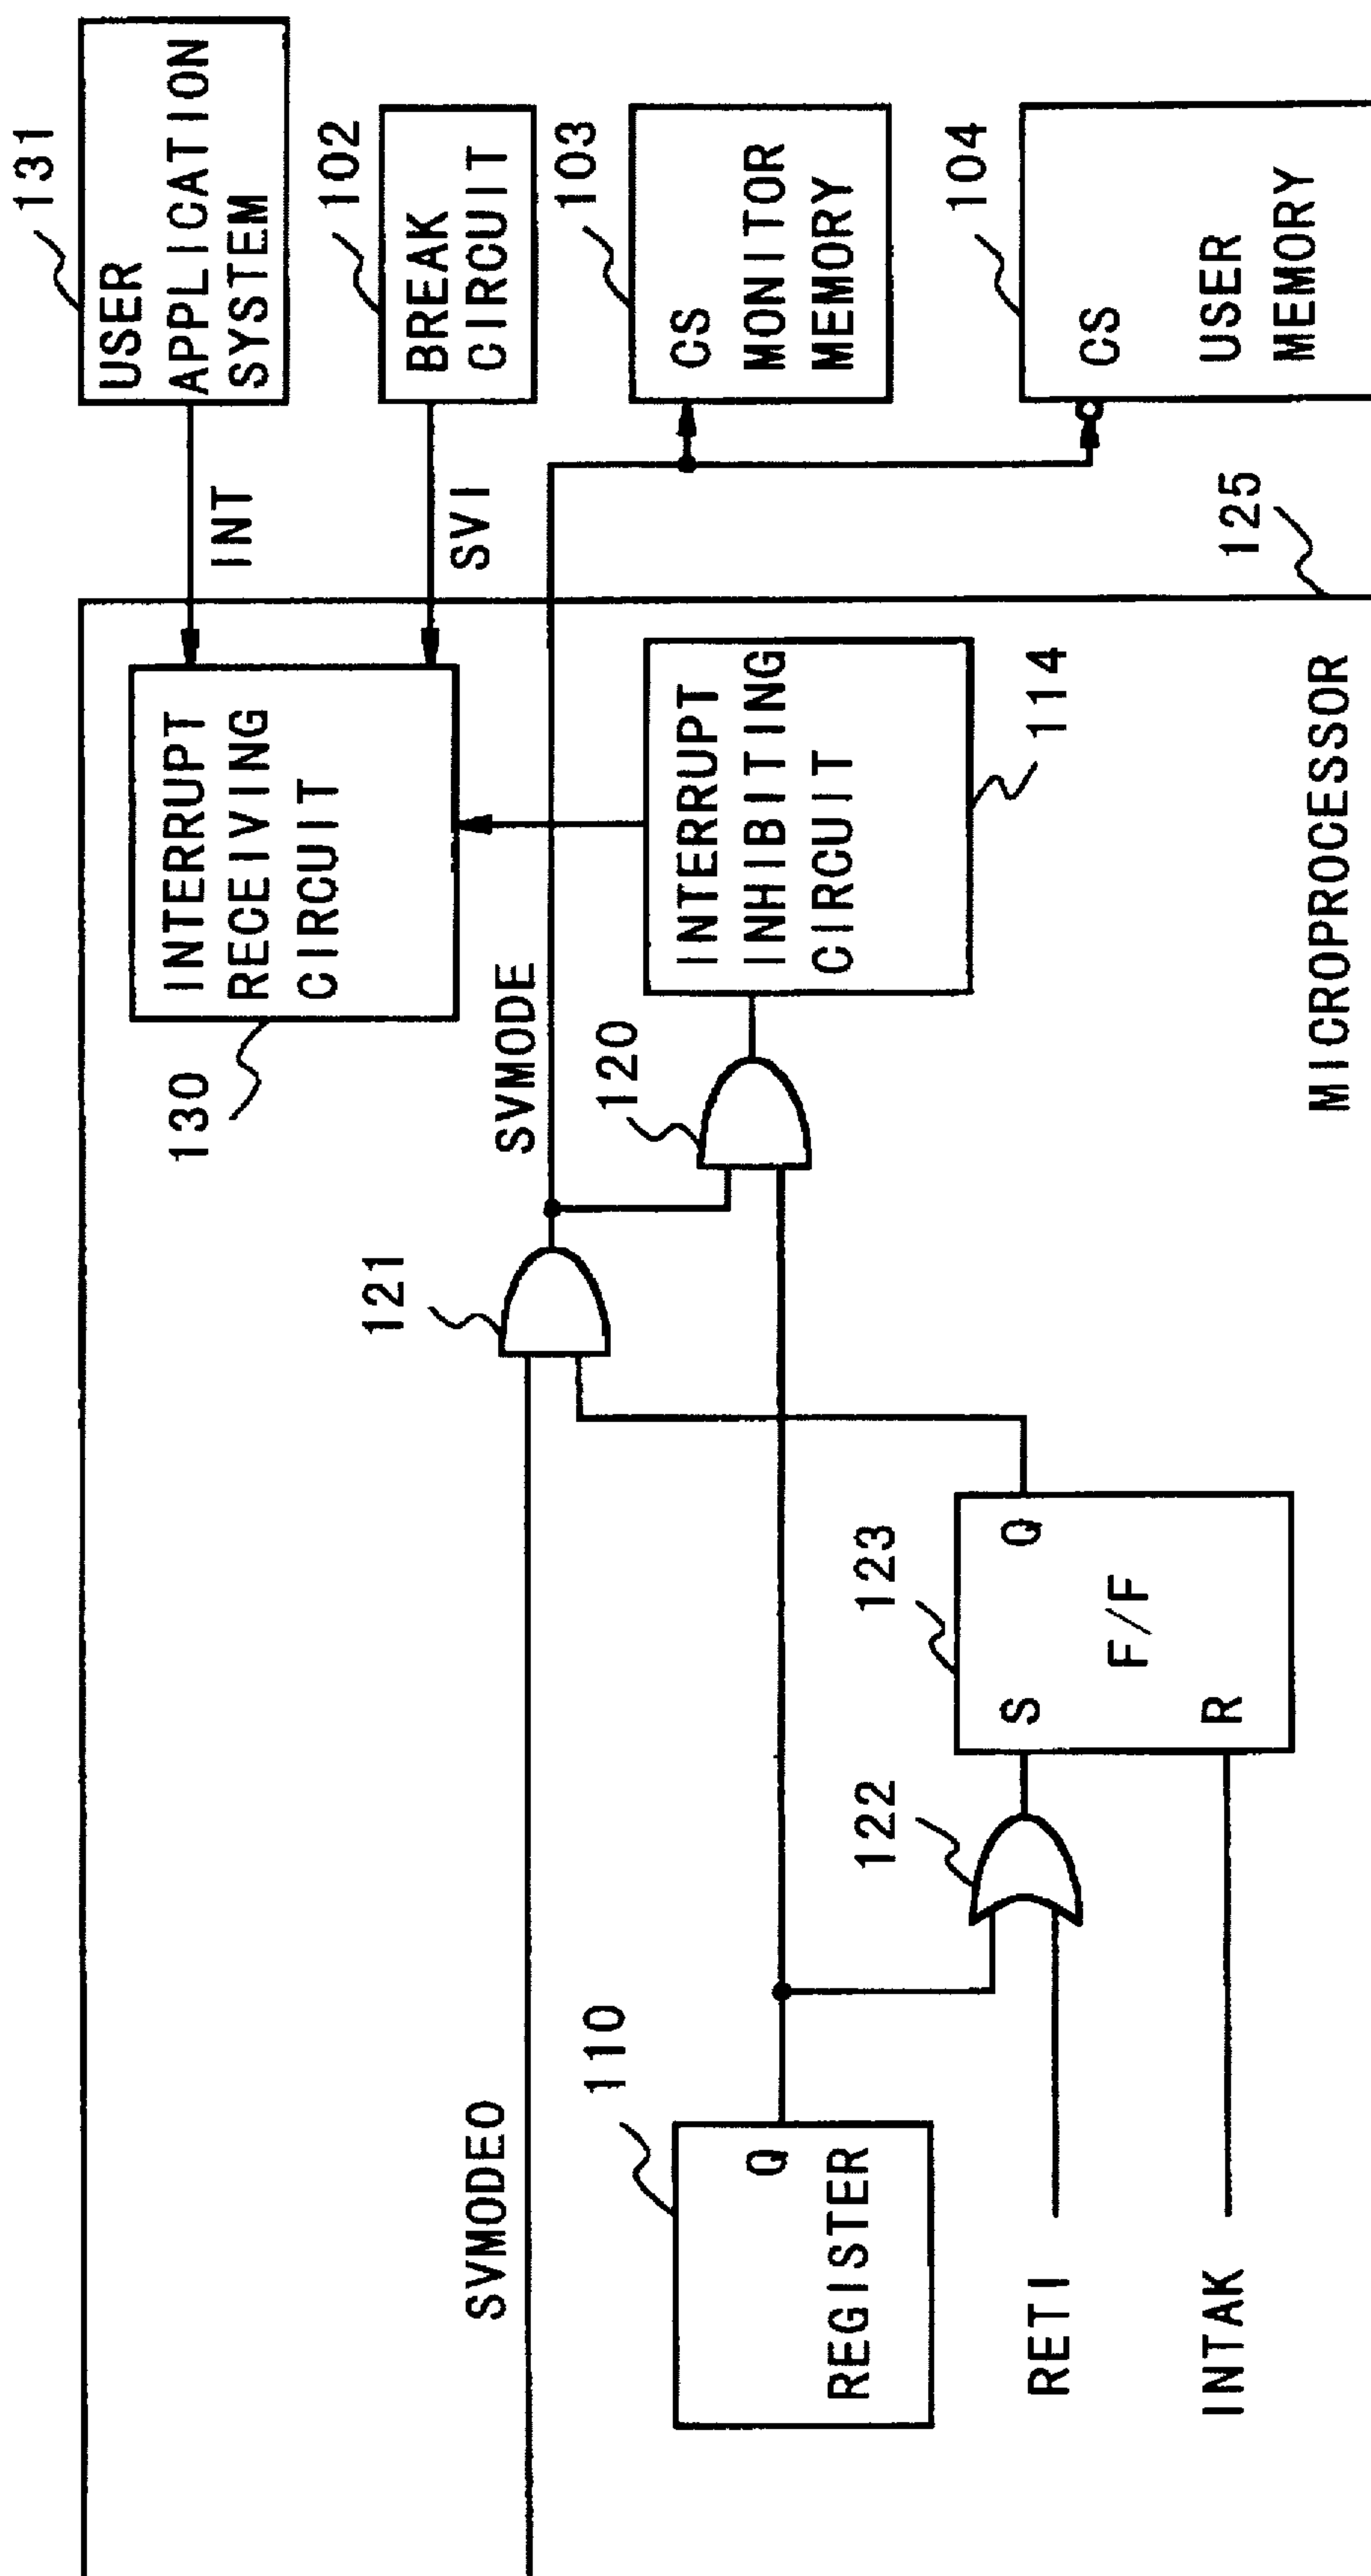 131
USER
APPLICATION
SYSTEM
INT
102
BREAK
CIRCUIT
SVI
103
CS
MONITOR
MEMORY
104
CS
USER
MEMORY
125
INTERRUPT
RECEIVING
CIRCUIT
130
SVMODE
INTERRUPT
INHIBITING
CIRCUIT
114
120
121
MICROPROCESSOR
SVMODE0
123
Q
S
F/F
R
122
110
Q
REGISTER
RETI
INTAK